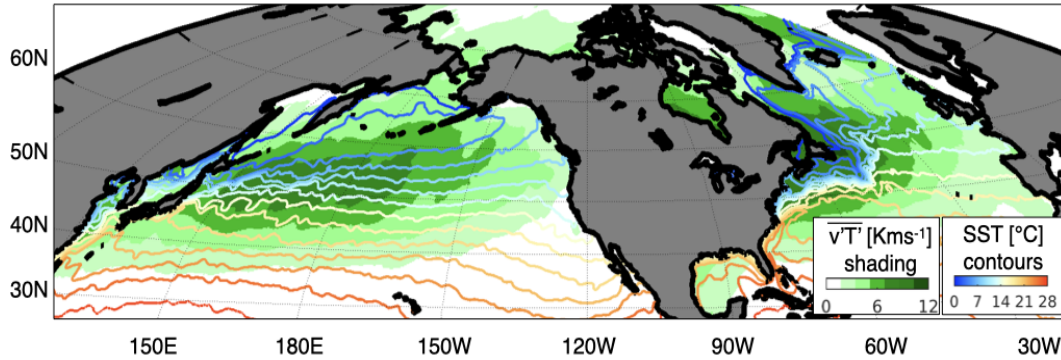 60N
50N
40N
30N
v'T' [Kms⁻¹]
shading
0 6 12
SST [°C]
contours
0 7 14 21 28
150E 180E 150W 120W 90W 60W 30W